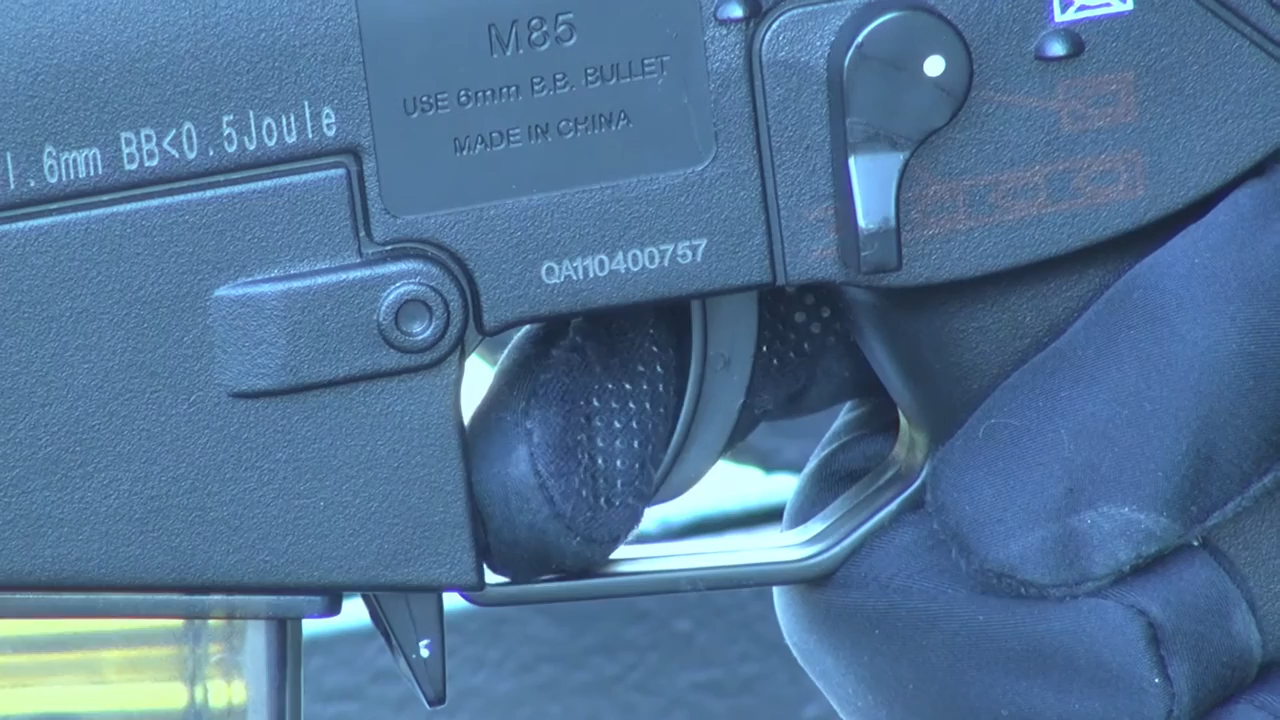 M85
USE 6mm B.B. BULLET
MADE IN CHINA
.6mm BB<0.5Joule
QA110400757